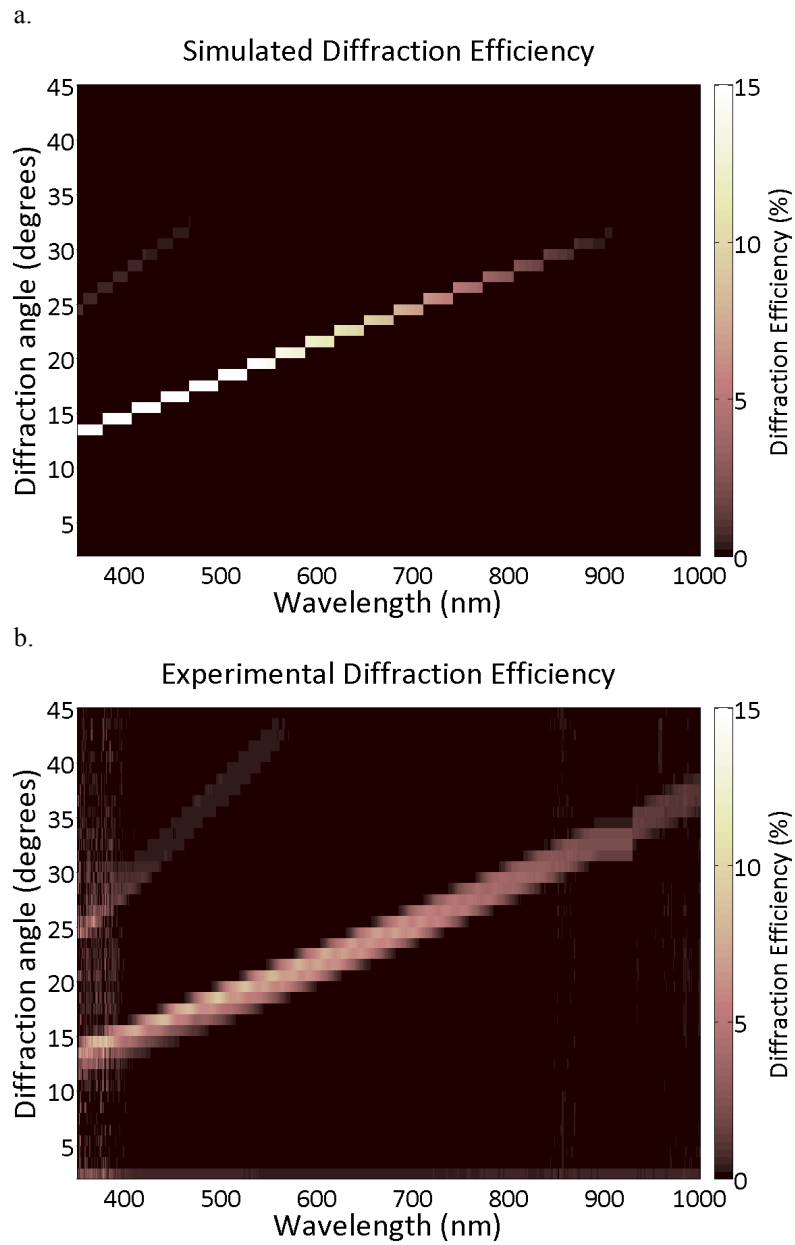 a.
Simulated Diffraction Efficiency
45
40
35
30
25
20
15
10
5
Diffraction angle (degrees)
400 500 600 700 800 900 1000
Wavelength (nm)
15
10
5
0
Diffraction Efficiency (%)
b.
Experimental Diffraction Efficiency
45
40
35
30
25
20
15
10
5
Diffraction angle (degrees)
400 500 600 700 800 900 1000
Wavelength (nm)
15
10
5
0
Diffraction Efficiency (%)